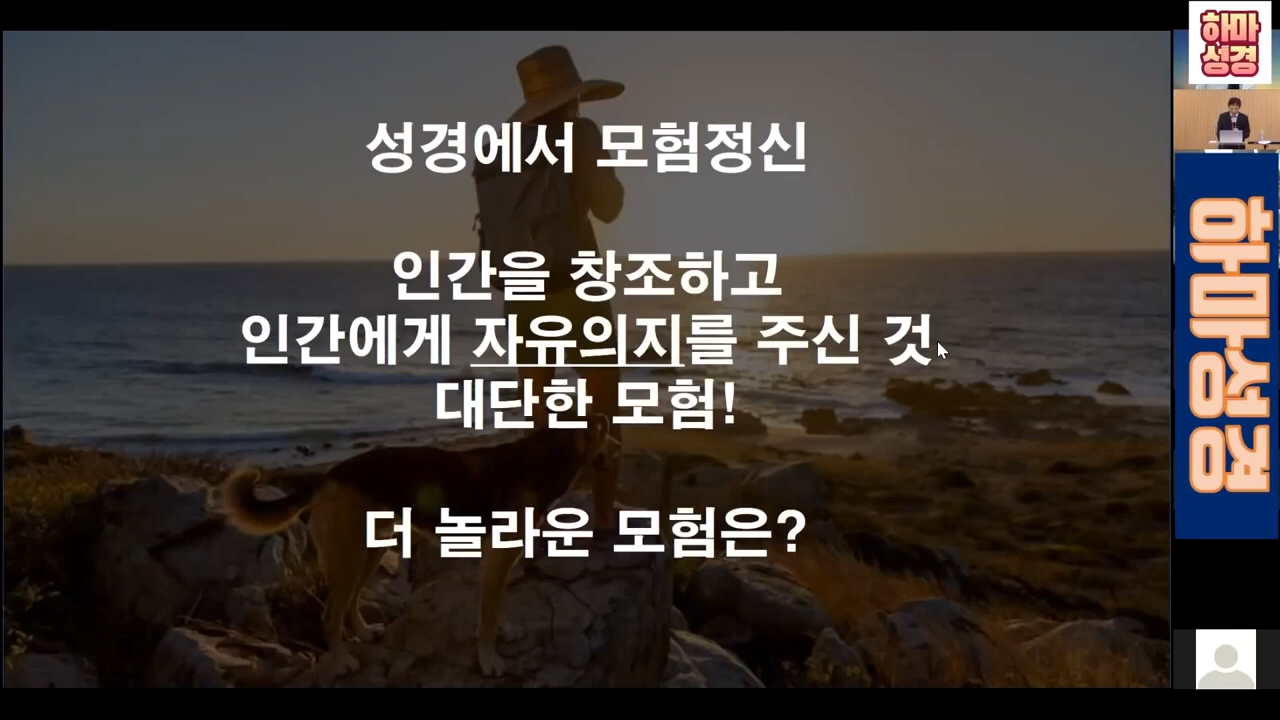 성경에서 모험정신
인간을 창조하고
인간에게 자유의지를 주신 것
대단한 모험!
더 놀라운 모험은?
하마
성경
하마성경